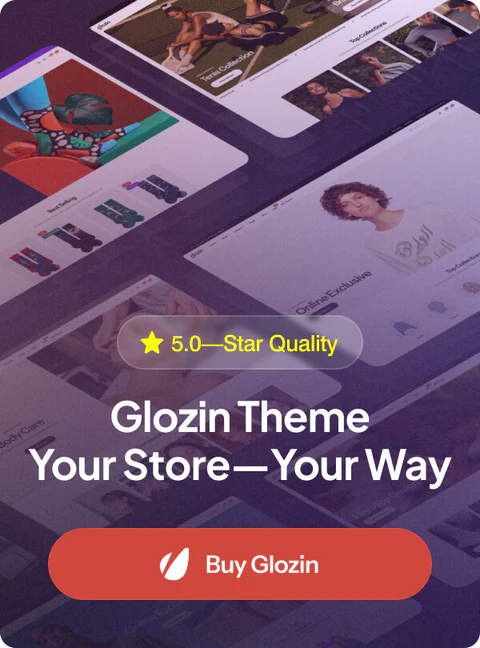 Tenis Collection
Top Collections
Best Selling
Online Exclusive
Top Collections
Body Care
5.0—Star Quality
Glozin Theme
Your Store—Your Way
Buy Glozin